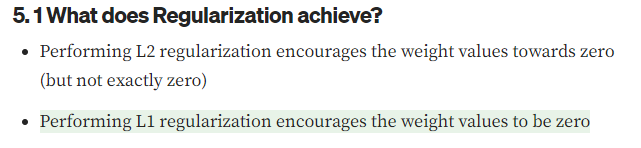 5. 1 What does Regularization achieve?
• Performing L2 regularization encourages the weight values towards zero
(but not exactly zero)
• Performing L1 regularization encourages the weight values to be zero